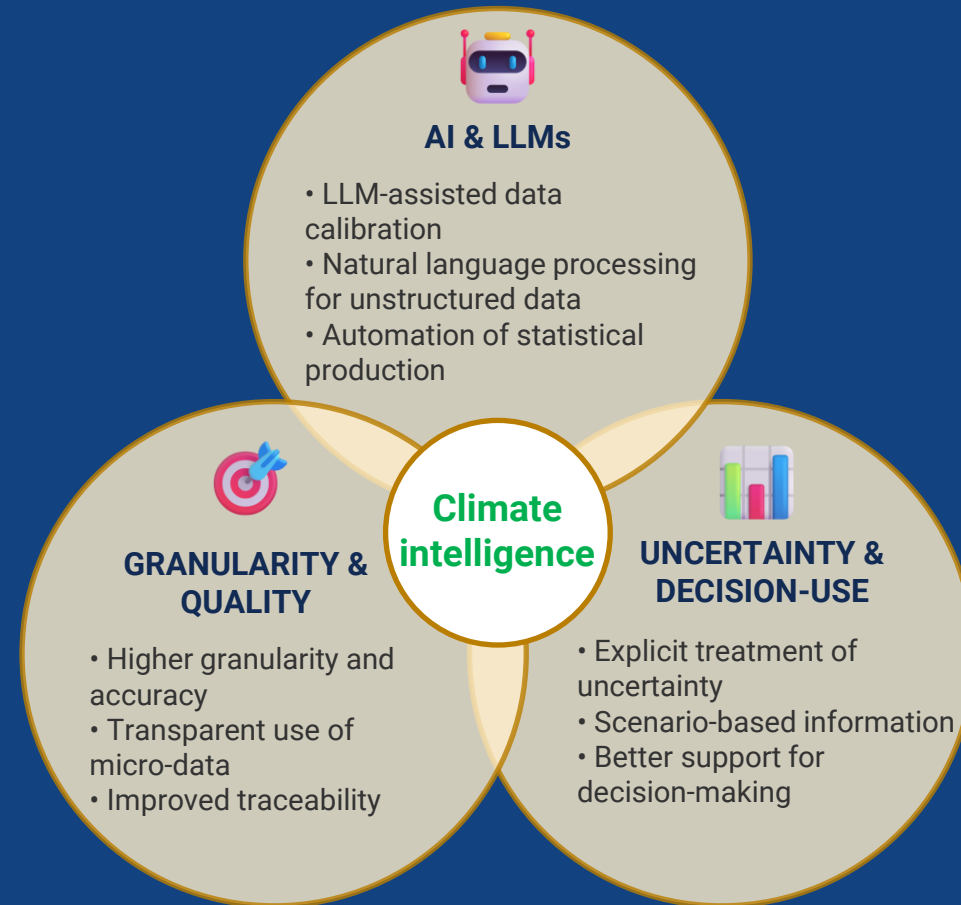 AI & LLMs
• LLM-assisted data
calibration
• Natural language processing
for unstructured data
• Automation of statistical
production
Climate
intelligence
GRANULARITY &
QUALITY
• Higher granularity and
accuracy
• Transparent use of
micro-data
• Improved traceability
UNCERTAINTY &
DECISION-USE
• Explicit treatment of
uncertainty
• Scenario-based information
• Better support for
decision-making